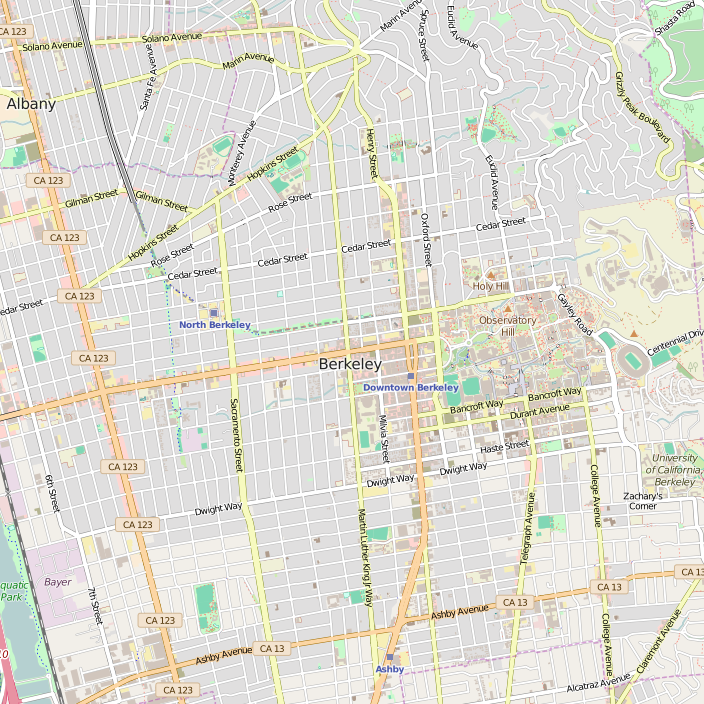 CA 123
Solano Avenue
Solano Avenue
Marin Avenue
Spruce Street
Euclid Avenue
Shasta Road
Santa Fe Avenue
Marin Avenue
Grizzly Peak Boulevard
Albany
Monterey Avenue
Henry Street
Hopkins Street
CA 123
Euclid Avenue
Gilman Street
Gilman Street
Rose Street
Oxford Street
CA 123
Hopkins Street
Rose Street
Cedar Street
Cedar Street
Cedar Street
Cedar Street
Cedar Street
CA 123
Holy Hill
Gayley Road
North Berkeley
Observatory
Hill
Centennial Driv
CA 123
Berkeley
Downtown Berkeley
Bancroft Way
Bancroft Way
Durant Avenue
Sacramento Street
Milvia Street
Haste Street
CA 123
Dwight Way
Dwight Way
University
of California,
Berkeley
6th Street
College Avenue
Zachary's
Corner
Dwight Way
CA 123
Telegraph Avenue
Martin Luther King Jr Way
Bayer
quatic
Park
7th Street
CA 13
CA 13
CA 13
Ashby Avenue
CA 123
College Avenue
Claremont Avenue
CA 13
Ashby Avenue
Ashby
CA 123
Alcatraz Avenue